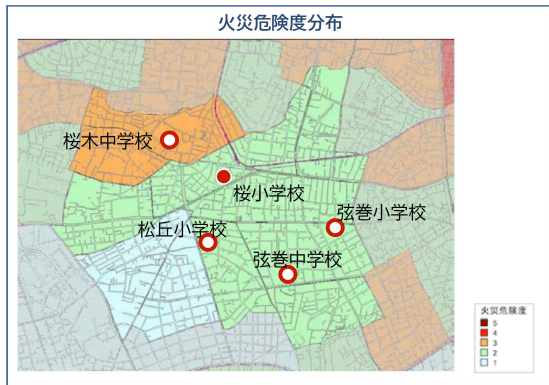 火災危険度分布
桜木中学校
桜小学校
弦巻小学校
松丘小学校
弦巻中学校
火災危険度
5
4
3
2
1